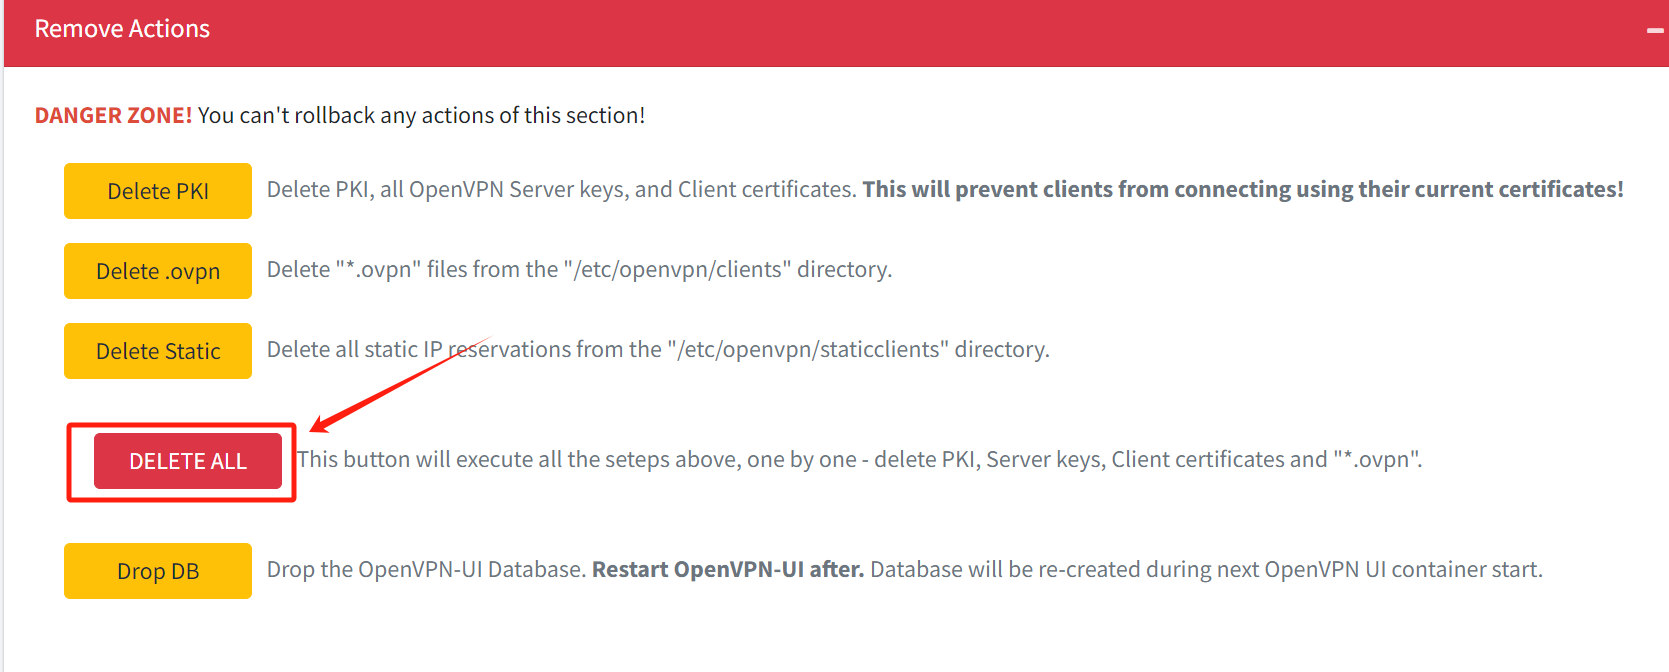 Remove Actions
DANGER ZONE! You can't rollback any actions of this section!
Delete PKI Delete PKI, all OpenVPN Server keys, and Client certificates. This will prevent clients from connecting using their current certificates!
Delete .ovpn Delete "*.ovpn" files from the "/etc/openvpn/clients" directory.
Delete Static Delete all static IP reservations from the "/etc/openvpn/staticclients" directory.
DELETE ALL This button will execute all the seteps above, one by one - delete PKI, Server keys, Client certificates and "*.ovpn".
Drop DB Drop the OpenVPN-UI Database. Restart OpenVPN-UI after. Database will be re-created during next OpenVPN UI container start.